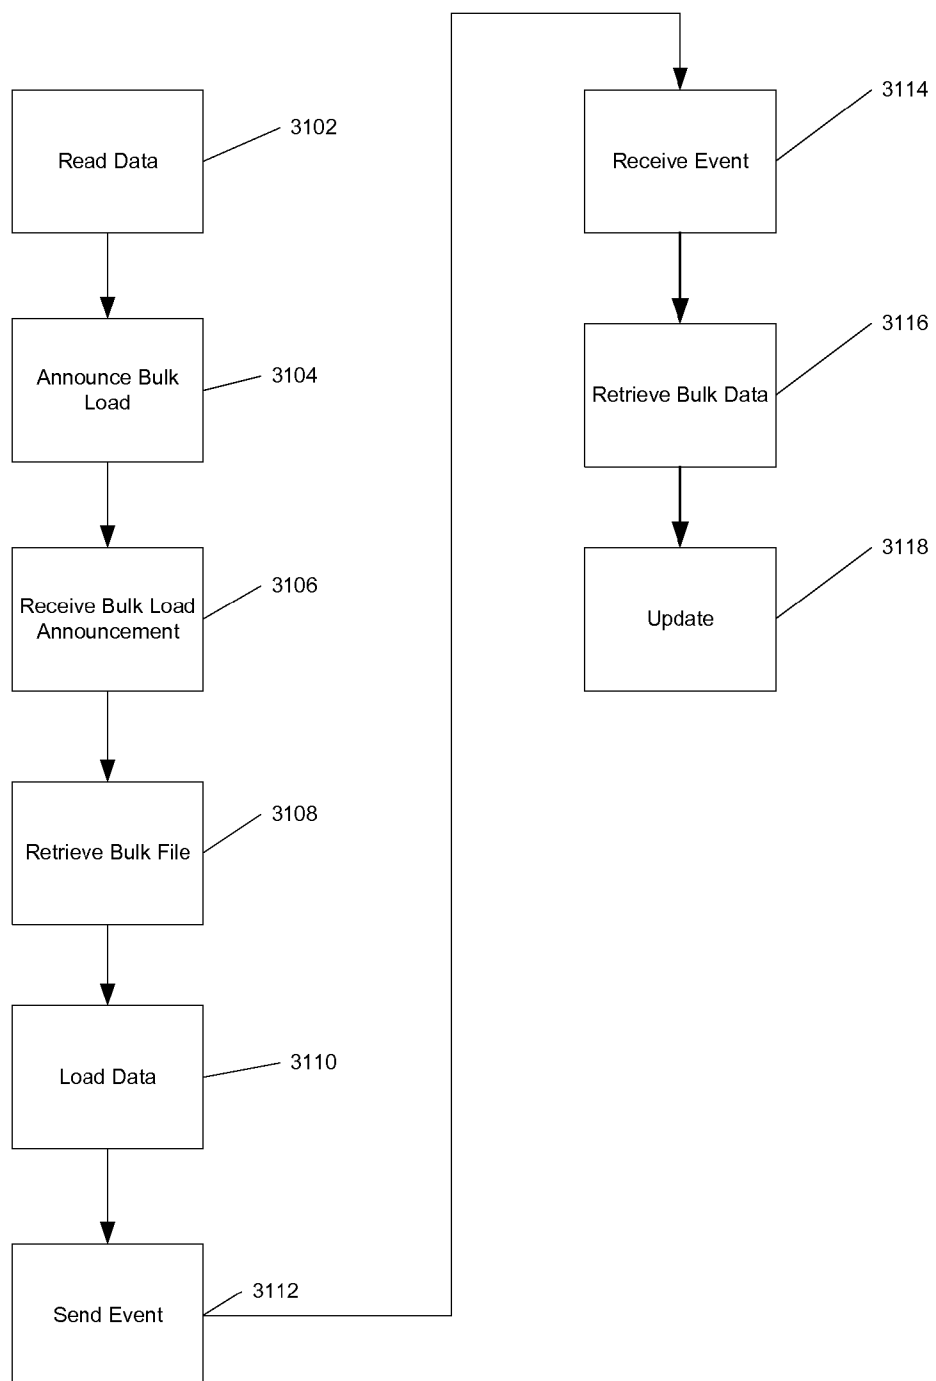 Read Data
3102
Announce Bulk
Load
3104
Receive Bulk Load
Announcement
3106
Retrieve Bulk File
3108
Load Data
3110
Send Event
3112
Receive Event
3114
Retrieve Bulk Data
3116
Update
3118